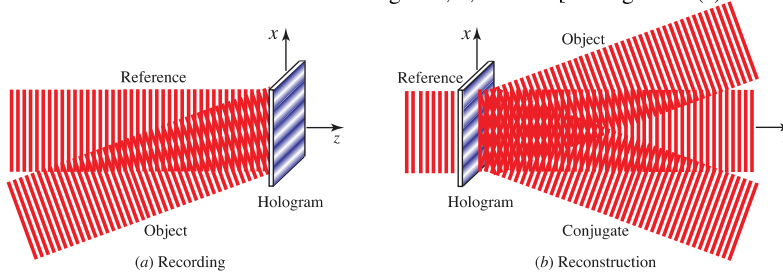 x
Reference
z
Hologram
Object
(a) Recording
x
Object
Reference
Hologram
Conjugate
(b) Reconstruction